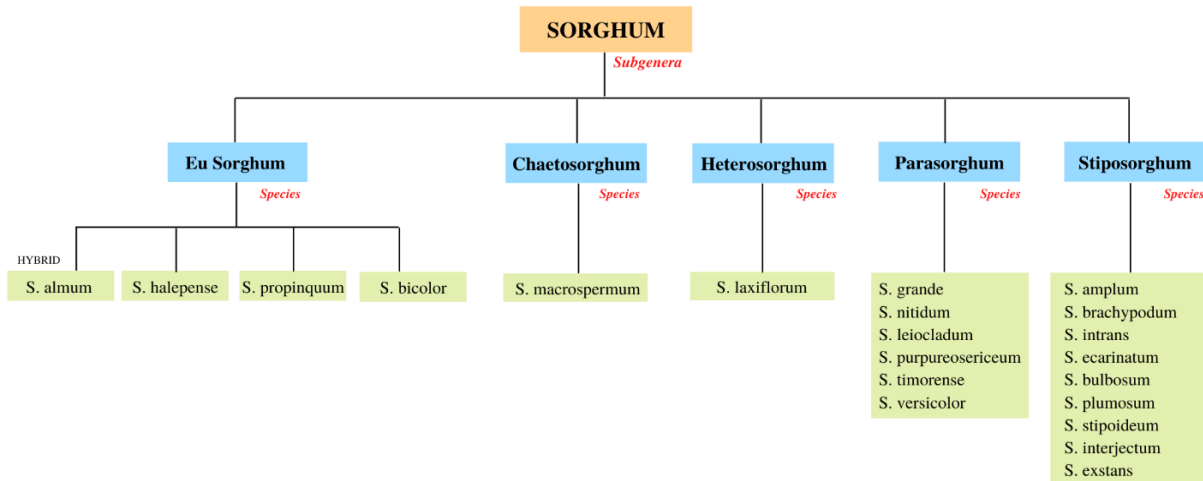 SORGHUM
Subgenera
Eu Sorghum
Chaetosorghum
Heterosorghum
Parasorghum
Stiposorghum
Species
Species
Species
Species
Species
HYBRID
S. almum
S. halepense
S. propinquum
S. bicolor
S. macrospermum
S. laxiflorum
S. grande
S. nitidum
S. leiocladum
S. purpureosericeum
S. timorense
S. versicolor
S. amplum
S. brachypodum
S. intrans
S. ecarinatum
S. bulbosum
S. plumosum
S. stipoideum
S. interjectum
S. exstans